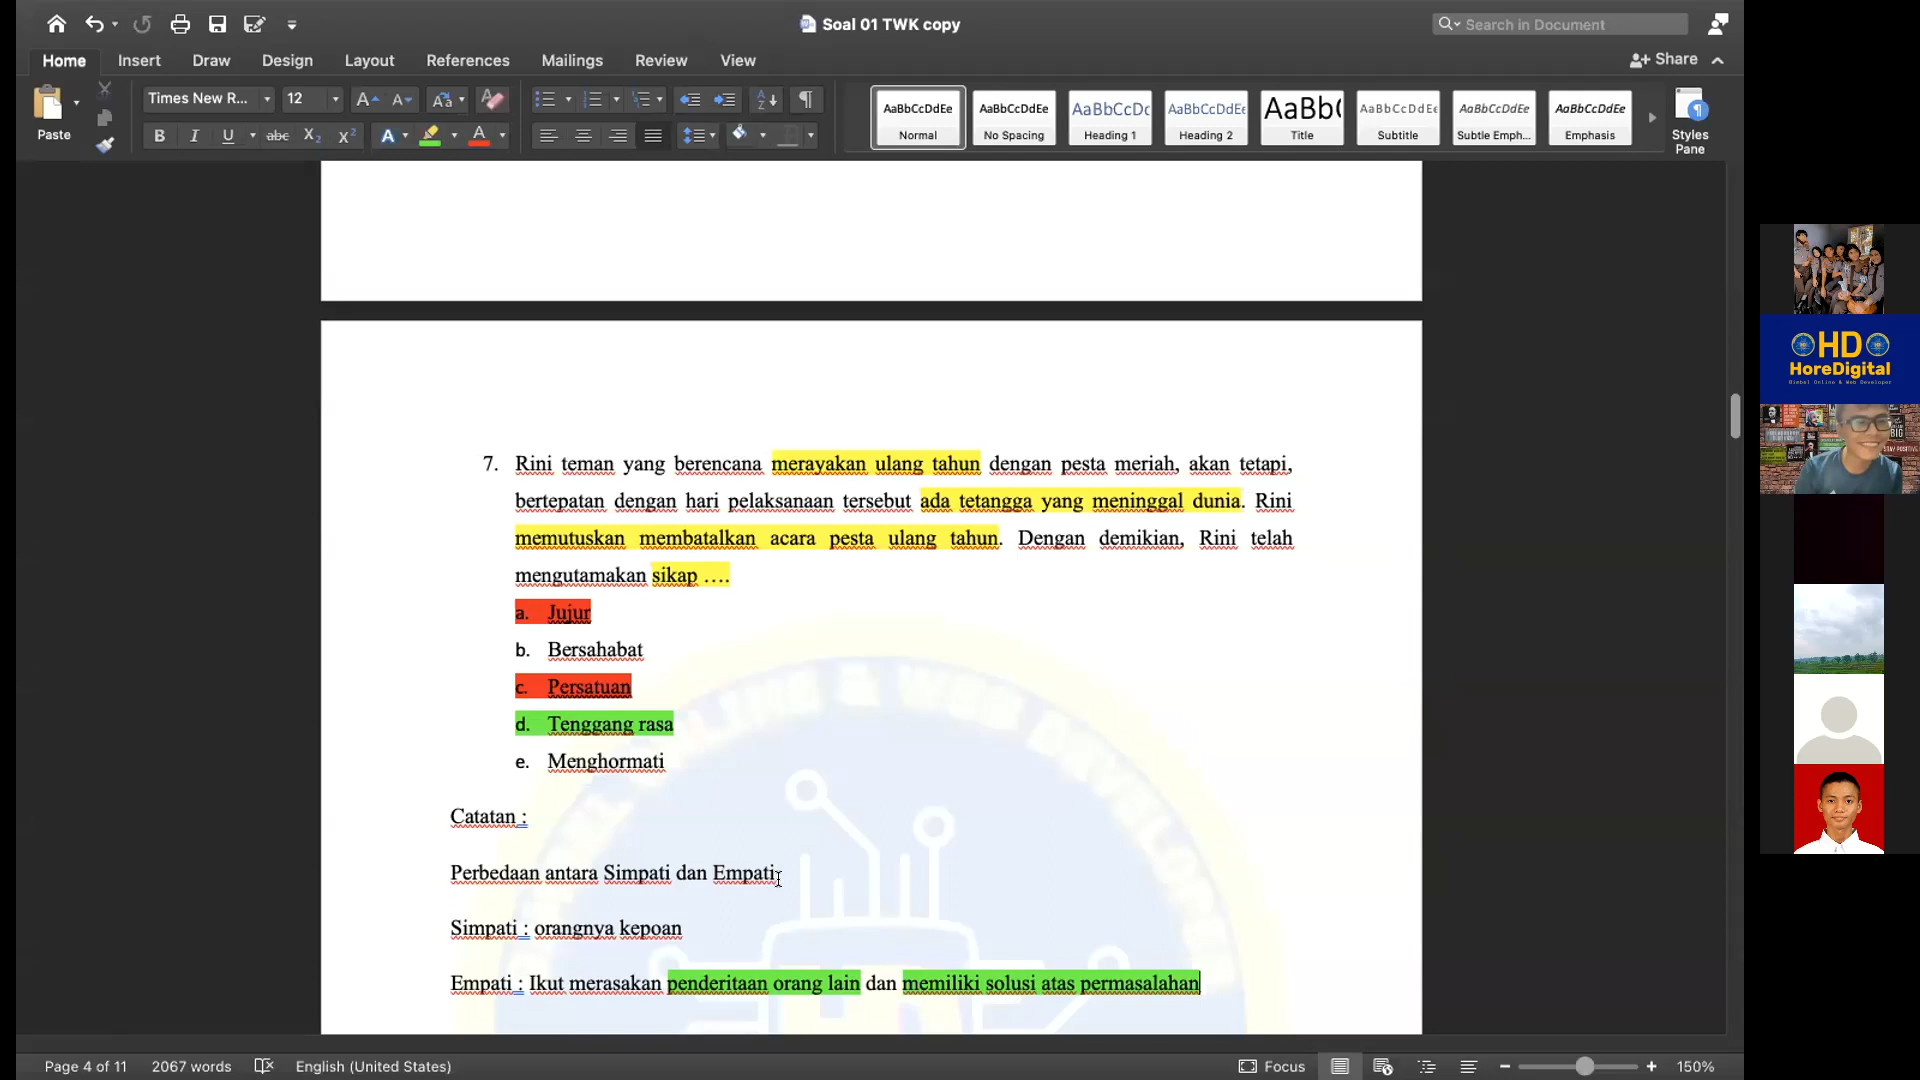 Soal 01 TWK copy
Search in Document
Home Insert Draw Design Layout References Mailings Review View
Share
Paste
Times New R... 12
AaBbCcDdEe AaBbCcDdEe AaBbCcDc AaBbCcDdEe AaBb( AaBbCcDdEe AaBbCcDdEe AaBbCcDdEe
Normal No Spacing Heading 1 Heading 2 Title Subtitle Subtle Emph... Emphasis
Styles
Pane
7. Rini teman yang berencana merayakan ulang tahun dengan pesta meriah, akan tetapi,
bertepatan dengan hari pelaksanaan tersebut ada tetangga yang meninggal dunia. Rini
memutuskan membatalkan acara pesta ulang tahun. Dengan demikian, Rini telah
mengutamakan sikap ….
a. Jujur
b. Bersahabat
c. Persatuan
d. Tenggang rasa
e. Menghormati
Catatan :
Perbedaan antara Simpati dan Empati
Simpati : orangnya kepoan
Empati : Ikut merasakan penderitaan orang lain dan memiliki solusi atas permasalahan
HD
HoreDigital
Bimbel Online & Web Developer
Page 4 of 11 2067 words English (United States) Focus 150%